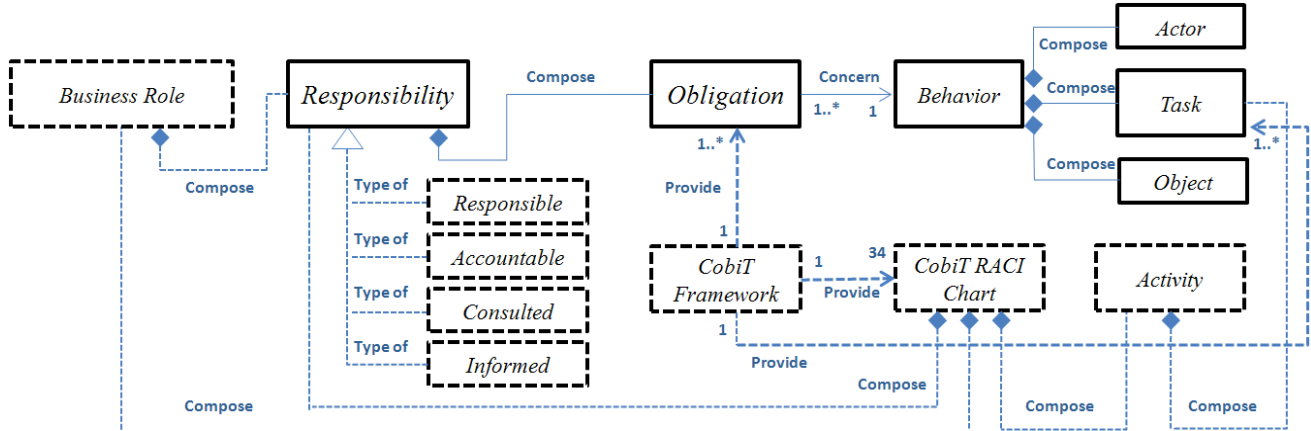 Actor
Compose
Business Role
Responsibility
Compose
Obligation
Concern
1..*
1
Behavior
Compose
Task
1..*
1..*
Compose
Compose
Object
Type of
Responsible
Provide
Type of
Accountable
1
CobiT
Framework
1
34
Provide
CobiT RACI
Chart
Activity
Type of
Consulted
1
Type of
Informed
Provide
Compose
Compose
Compose
Compose